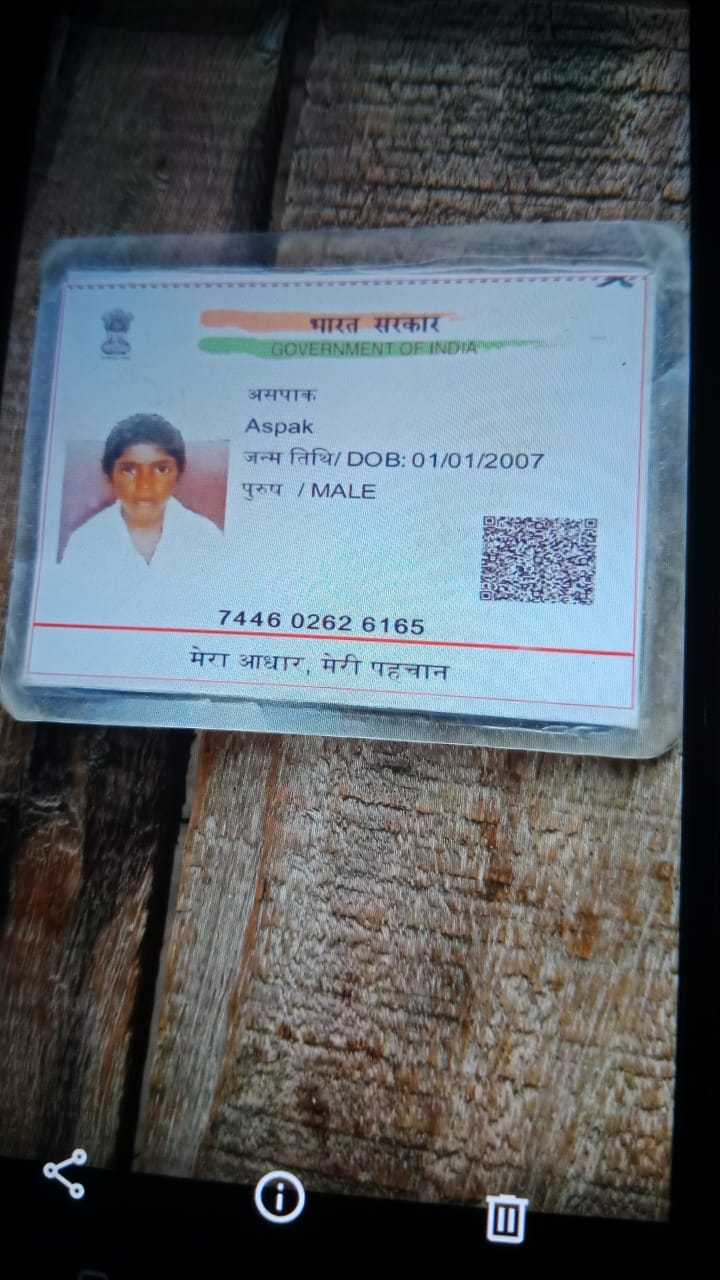 भारत सरकार
GOVERNMENT OF INDIA
असपाक
Aspak
जन्म तिथि/ DOB: 01/01/2007
पुरुष / MALE
7446 0262 6165
मेरा आधार, मेरी पहचान